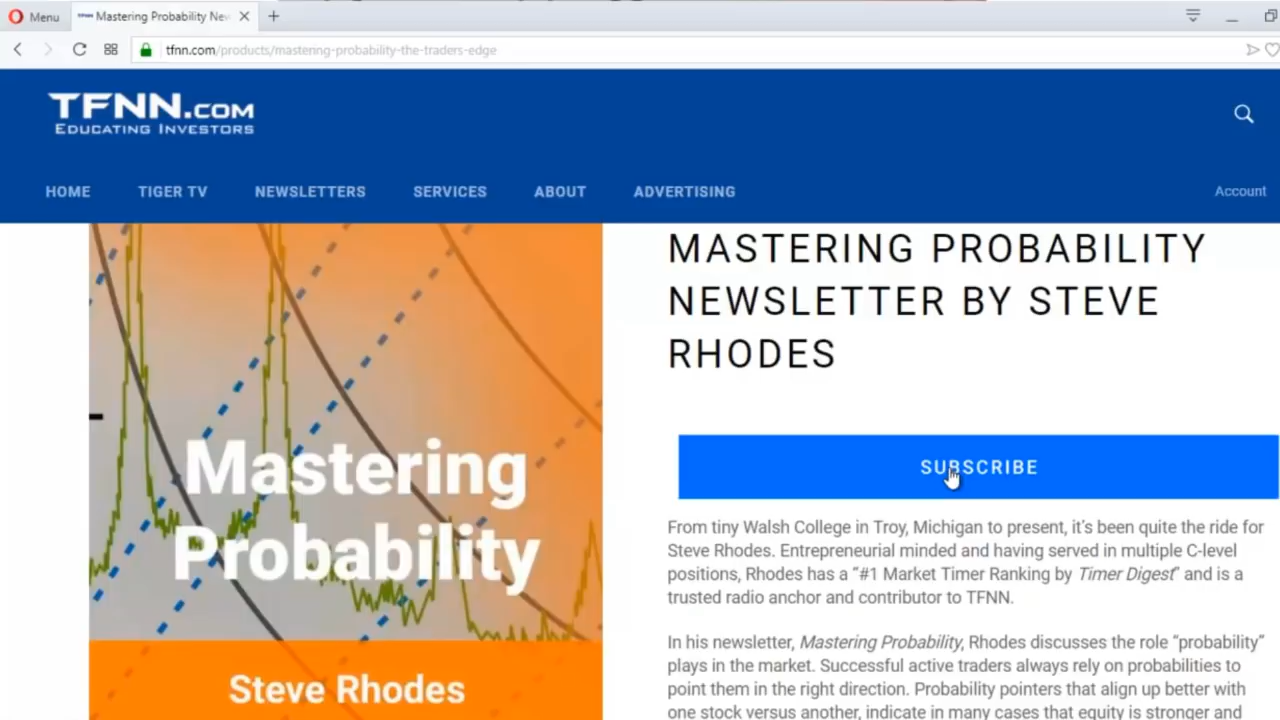 Menu
Mastering Probability Nev
tfnn.com/products/mastering-probability-the-traders-edge
TFNN.COM
EDUCATING INVESTORS
HOME TIGER TV NEWSLETTERS SERVICES ABOUT ADVERTISING
Account
MASTERING PROBABILITY
NEWSLETTER BY STEVE
RHODES
Mastering
Probability
Steve Rhodes
SUBSCRIBE
From tiny Walsh College in Troy, Michigan to present, it's been quite the ride for
Steve Rhodes. Entrepreneurial minded and having served in multiple C-level
positions, Rhodes has a “#1 Market Timer Ranking by Timer Digest” and is a
trusted radio anchor and contributor to TFNN.
In his newsletter, Mastering Probability, Rhodes discusses the role “probability”
plays in the market. Successful active traders always rely on probabilities to
point them in the right direction. Probability pointers that align up better with
one stock versus another, indicate in many cases that equity is stronger and